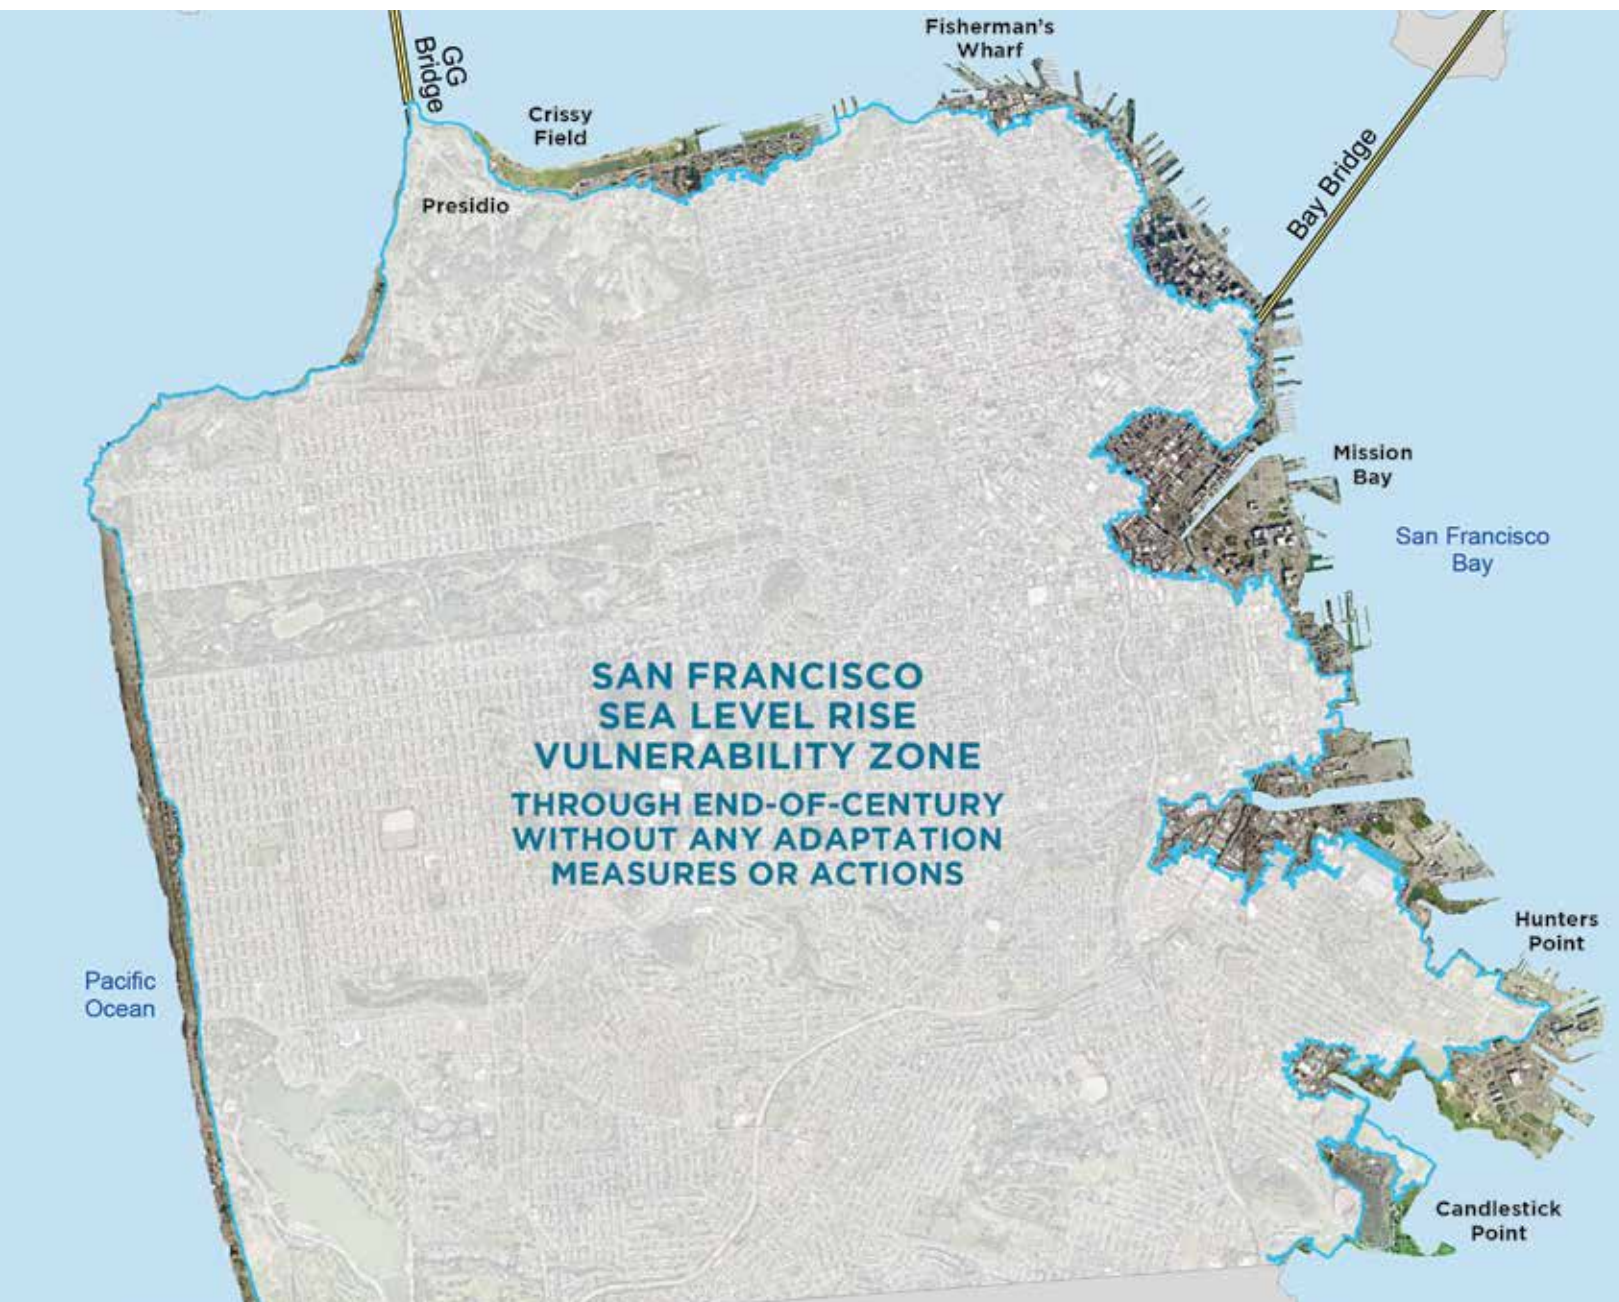 Fisherman's
Wharf
GG
Bridge
Crissy
Field
Presidio
Bay Bridge
Mission
Bay
San Francisco
Bay
SAN FRANCISCO
SEA LEVEL RISE
VULNERABILITY ZONE
THROUGH END-OF-CENTURY
WITHOUT ANY ADAPTATION
MEASURES OR ACTIONS
Hunters
Point
Pacific
Ocean
Candlestick
Point